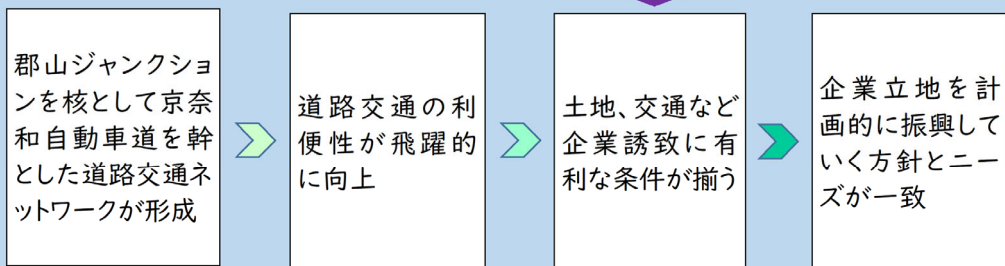 郡山ジャンクショ
ンを核として京奈
和自動車道を幹
とした道路交通ネ
ットワークが形成
道路交通の利
便性が飛躍的
に向上
土地、交通など
企業誘致に有
利な条件が揃う
企業立地を計
画的に振興して
いく方針とニー
ズが一致